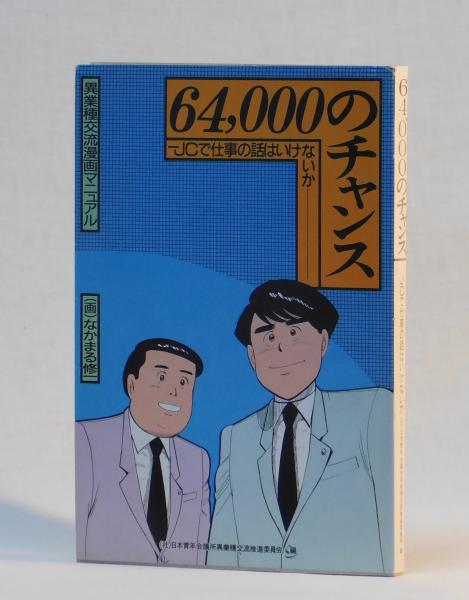 64,000のチャンス
―JCで仕事の話はいけないか―
異業種交流漫画マニュアル
(画)なかまる修
(社)日本青年会議所異業種交流推進委員会 編
64,000のチャンス